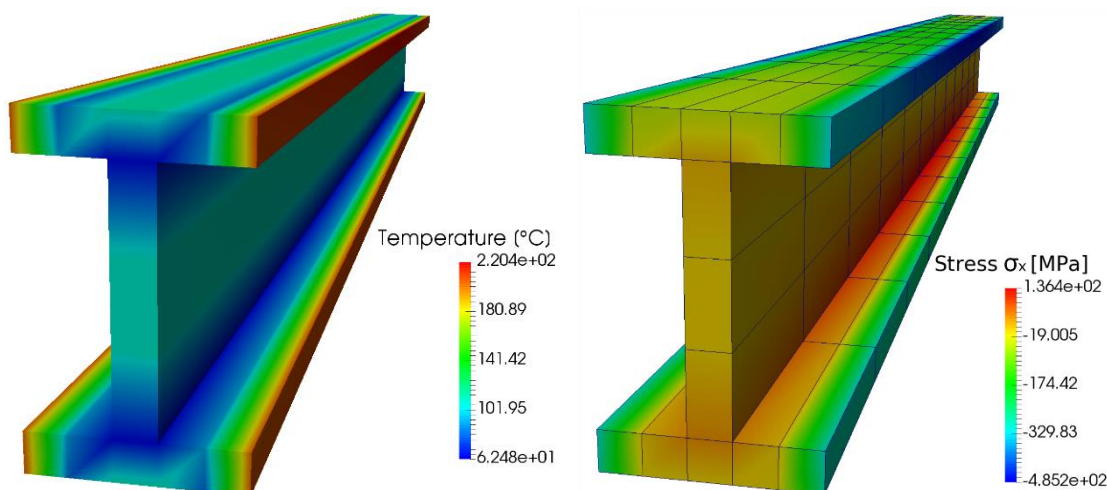 Temperature (°C)
2.204e+02
180.89
141.42
101.95
6.248e+01
Stress σx [MPa]
1.364e+02
-19.005
-174.42
-329.83
-4.852e+02